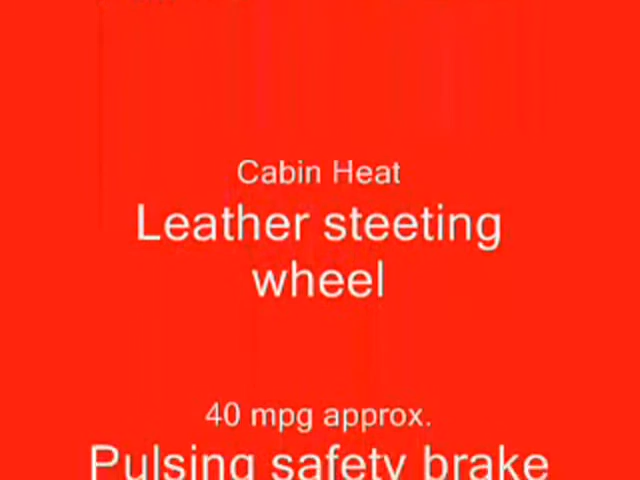 Cabin Heat
Leather steeting
wheel
40 mpg approx.
Pulsing safety brake